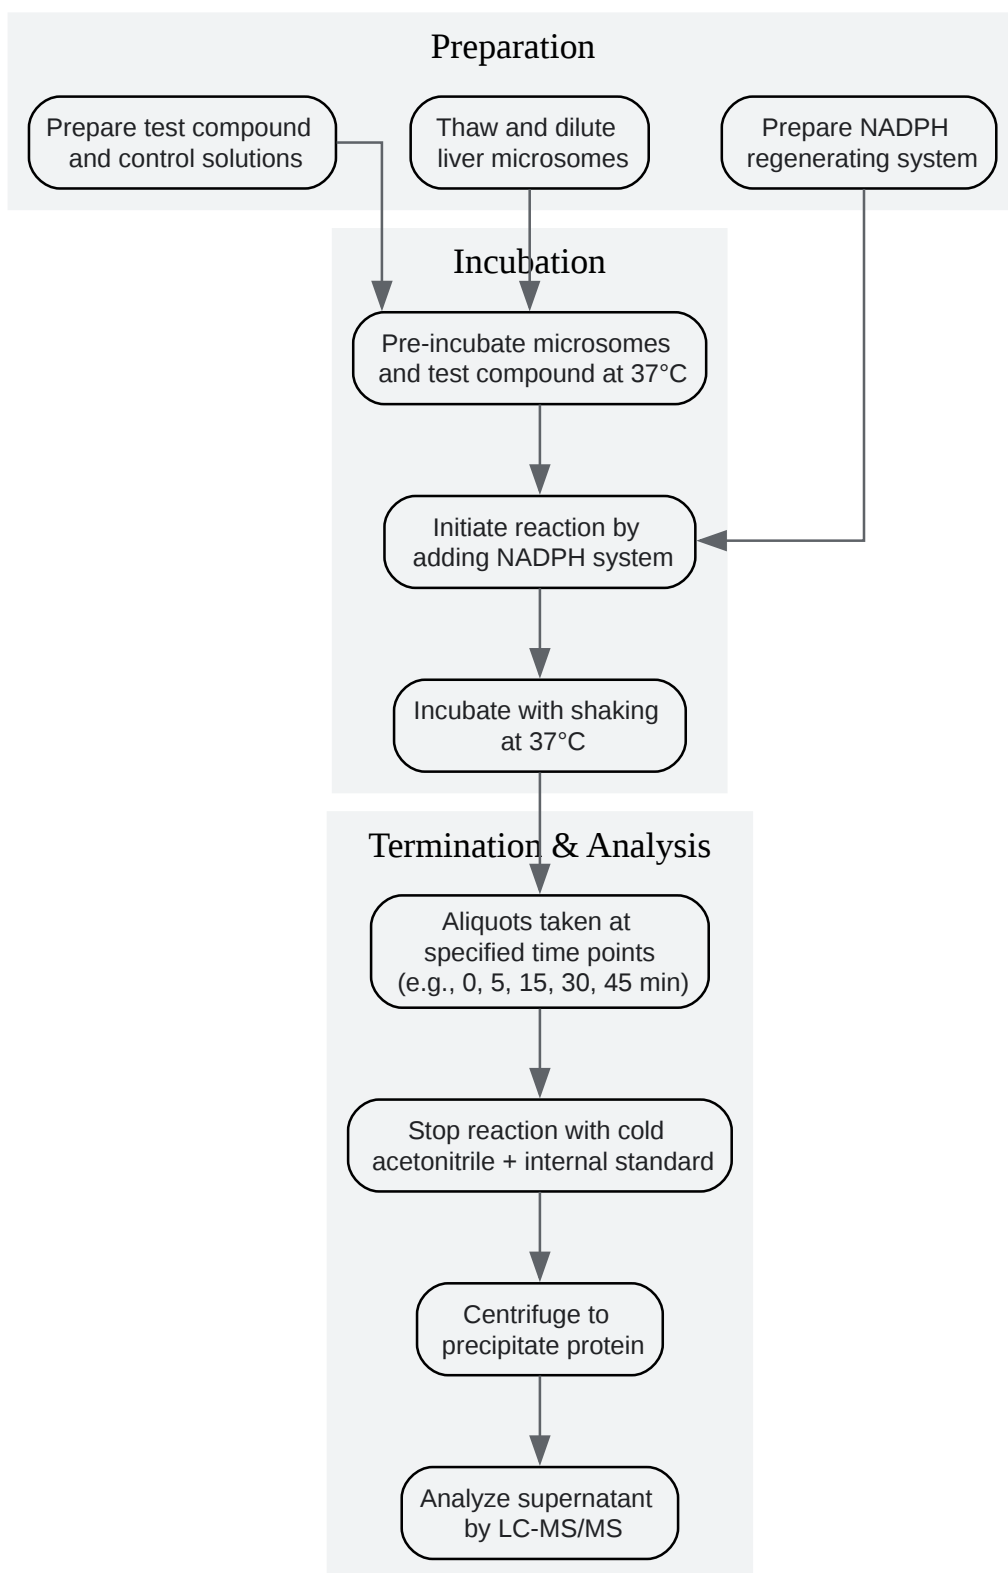 Preparation
Prepare test compound
and control solutions
Thaw and dilute
liver microsomes
Prepare NADPH
regenerating system
Incubation
Pre-incubate microsomes
and test compound at 37°C
Initiate reaction by
adding NADPH system
Incubate with shaking
at 37°C
Termination & Analysis
Aliquots taken at
specified time points
(e.g., 0, 5, 15, 30, 45 min)
Stop reaction with cold
acetonitrile + internal standard
Centrifuge to
precipitate protein
Analyze supernatant
by LC-MS/MS